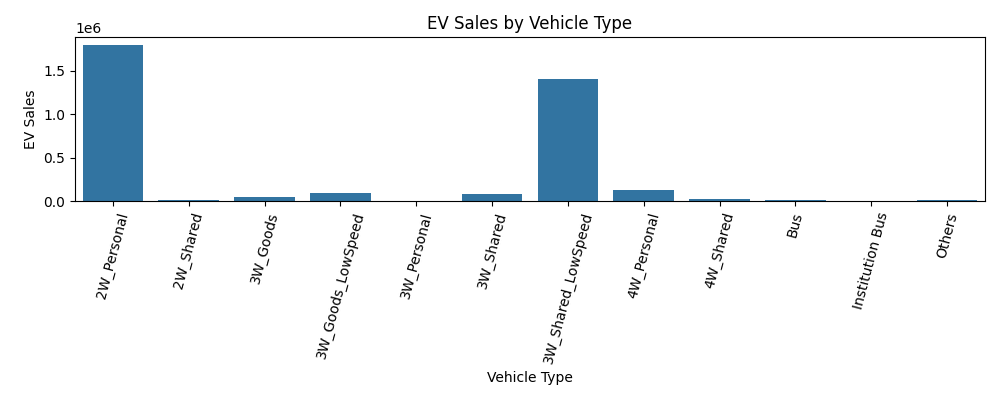 EV Sales by Vehicle Type
1e6
EV Sales
1.5
1.0
0.5
0.0
2W_Personal
2W_Shared
3W_Goods
3W_Goods_LowSpeed
3W_Personal
3W_Shared
3W_Shared_LowSpeed
4W_Personal
4W_Shared
Bus
Institution Bus
Others
Vehicle Type